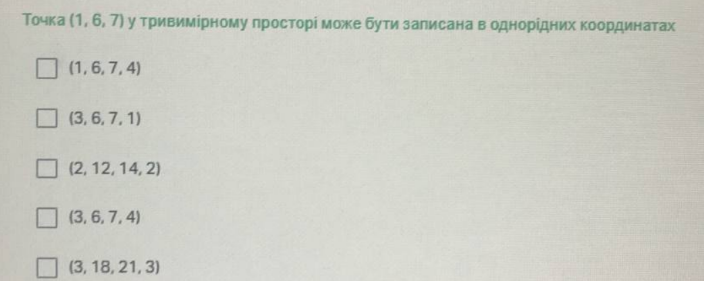 Точка (1, 6, 7) у тривимірному просторі може бути записана в однорідних координатах
(1, 6, 7, 4)
(3, 6, 7, 1)
(2, 12, 14, 2)
(3, 6, 7, 4)
(3, 18, 21, 3)